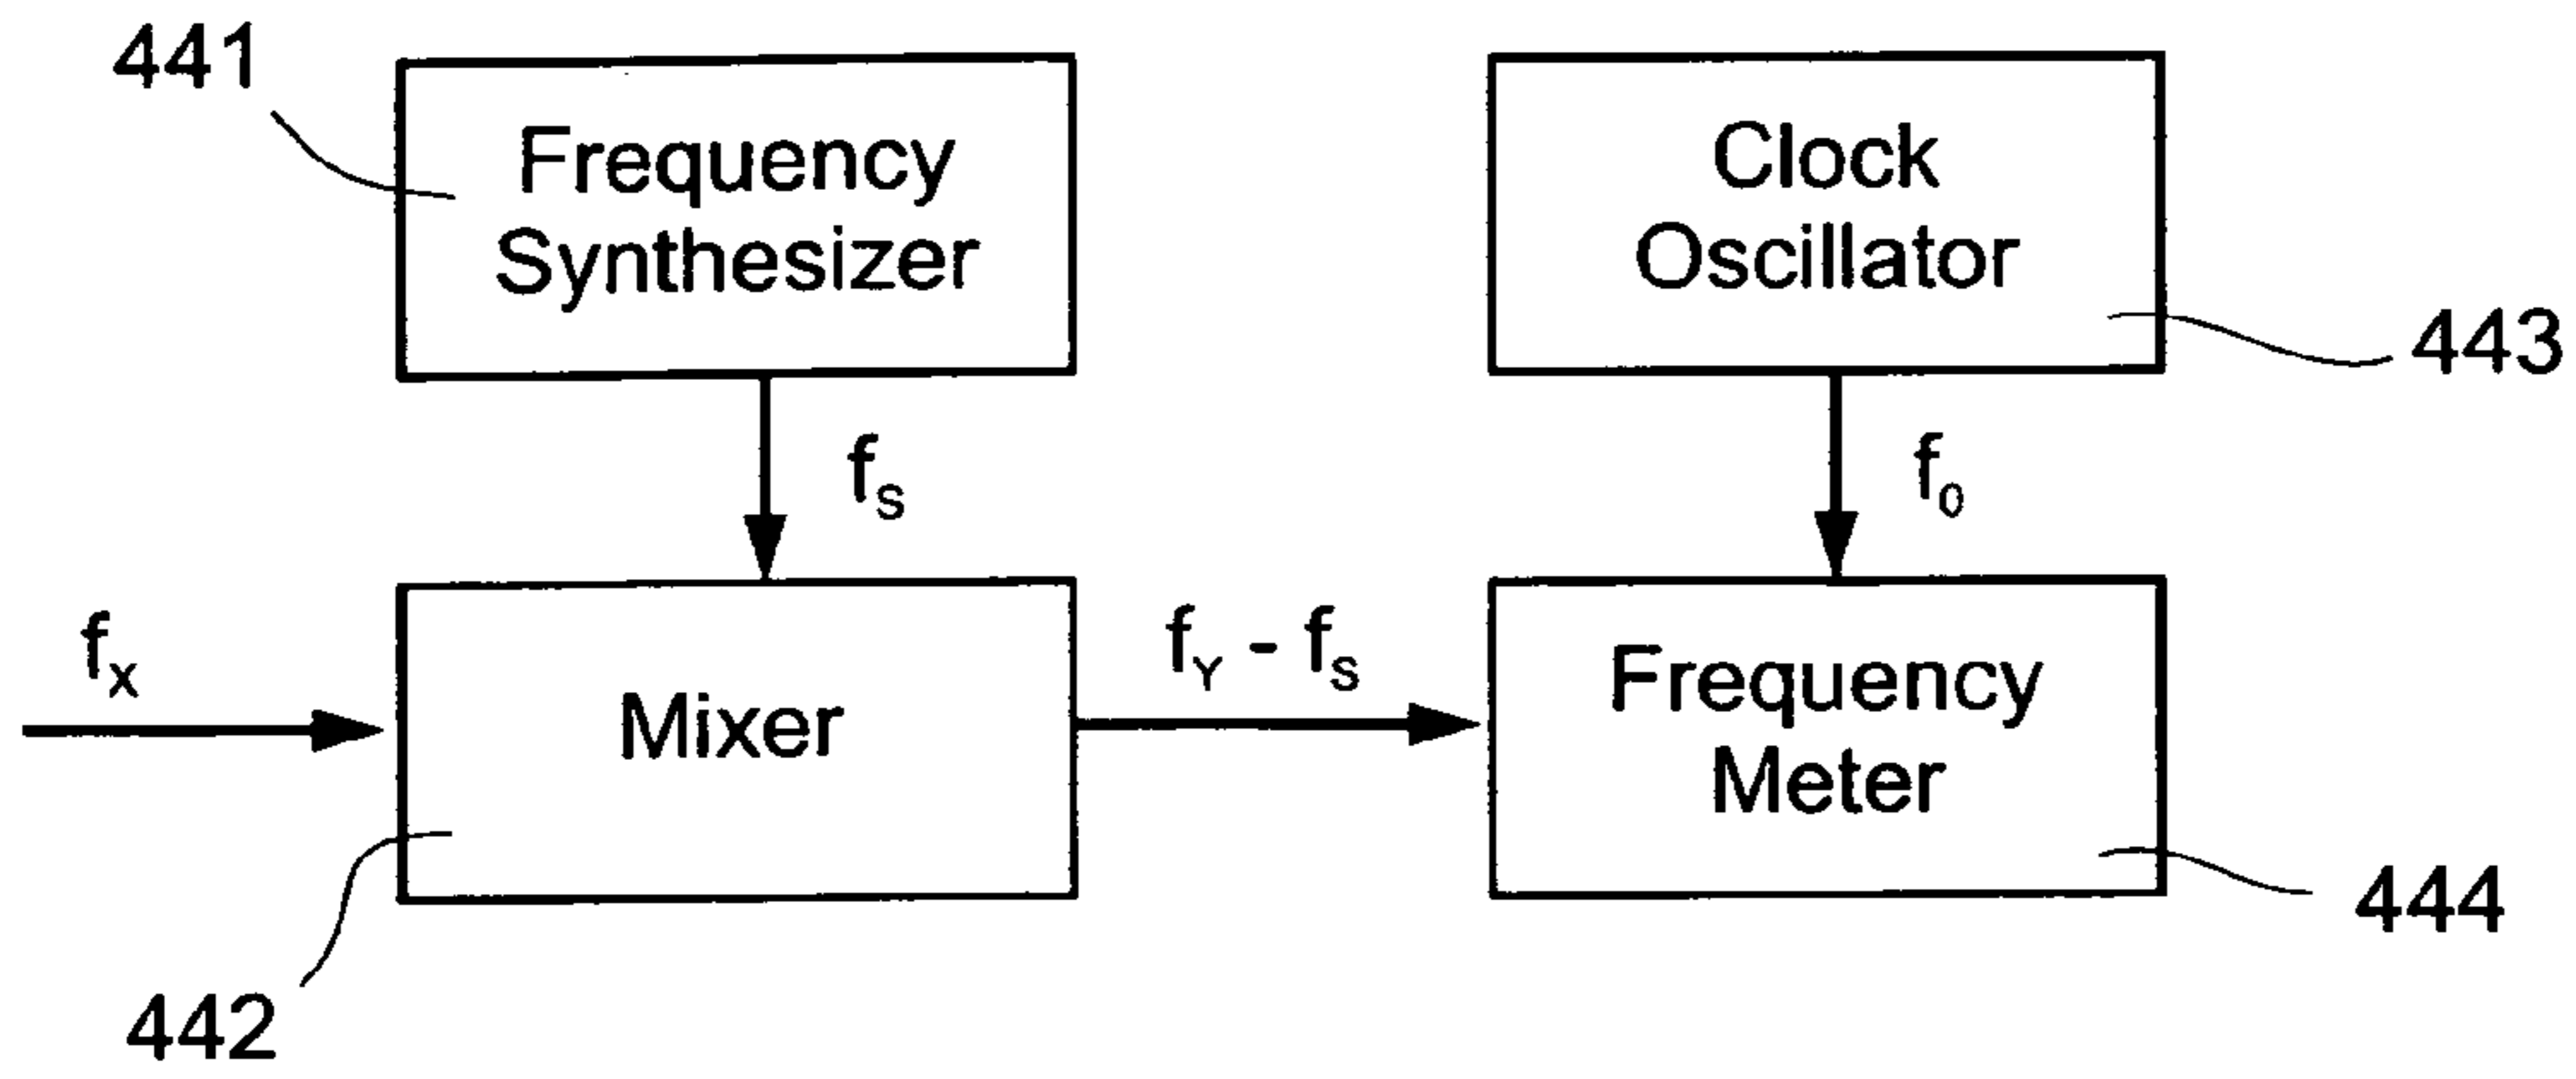 441
Frequency
Synthesizer
Clock
Oscillator
443
fS
f0
fX
Mixer
fY - fS
Frequency
Meter
442
444